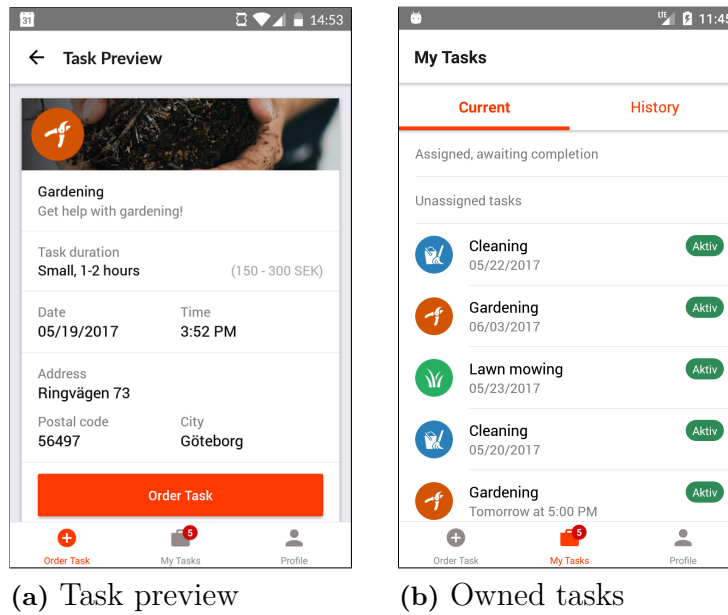 31
14:53
Task Preview
Gardening
Get help with gardening!
Task duration
Small, 1-2 hours (150 - 300 SEK)
Date Time
05/19/2017 3:52 PM
Address
Ringvägen 73
Postal code City
56497 Göteborg
Order Task
5
Order Task My Tasks Profile
(a) Task preview
LTE 11:45
My Tasks
Current History
Assigned, awaiting completion
Unassigned tasks
Cleaning Aktiv
05/22/2017
Gardening Aktiv
06/03/2017
Lawn mowing Aktiv
05/23/2017
Cleaning Aktiv
05/20/2017
Gardening Aktiv
Tomorrow at 5:00 PM
5
Order Task My Tasks Profile
(b) Owned tasks